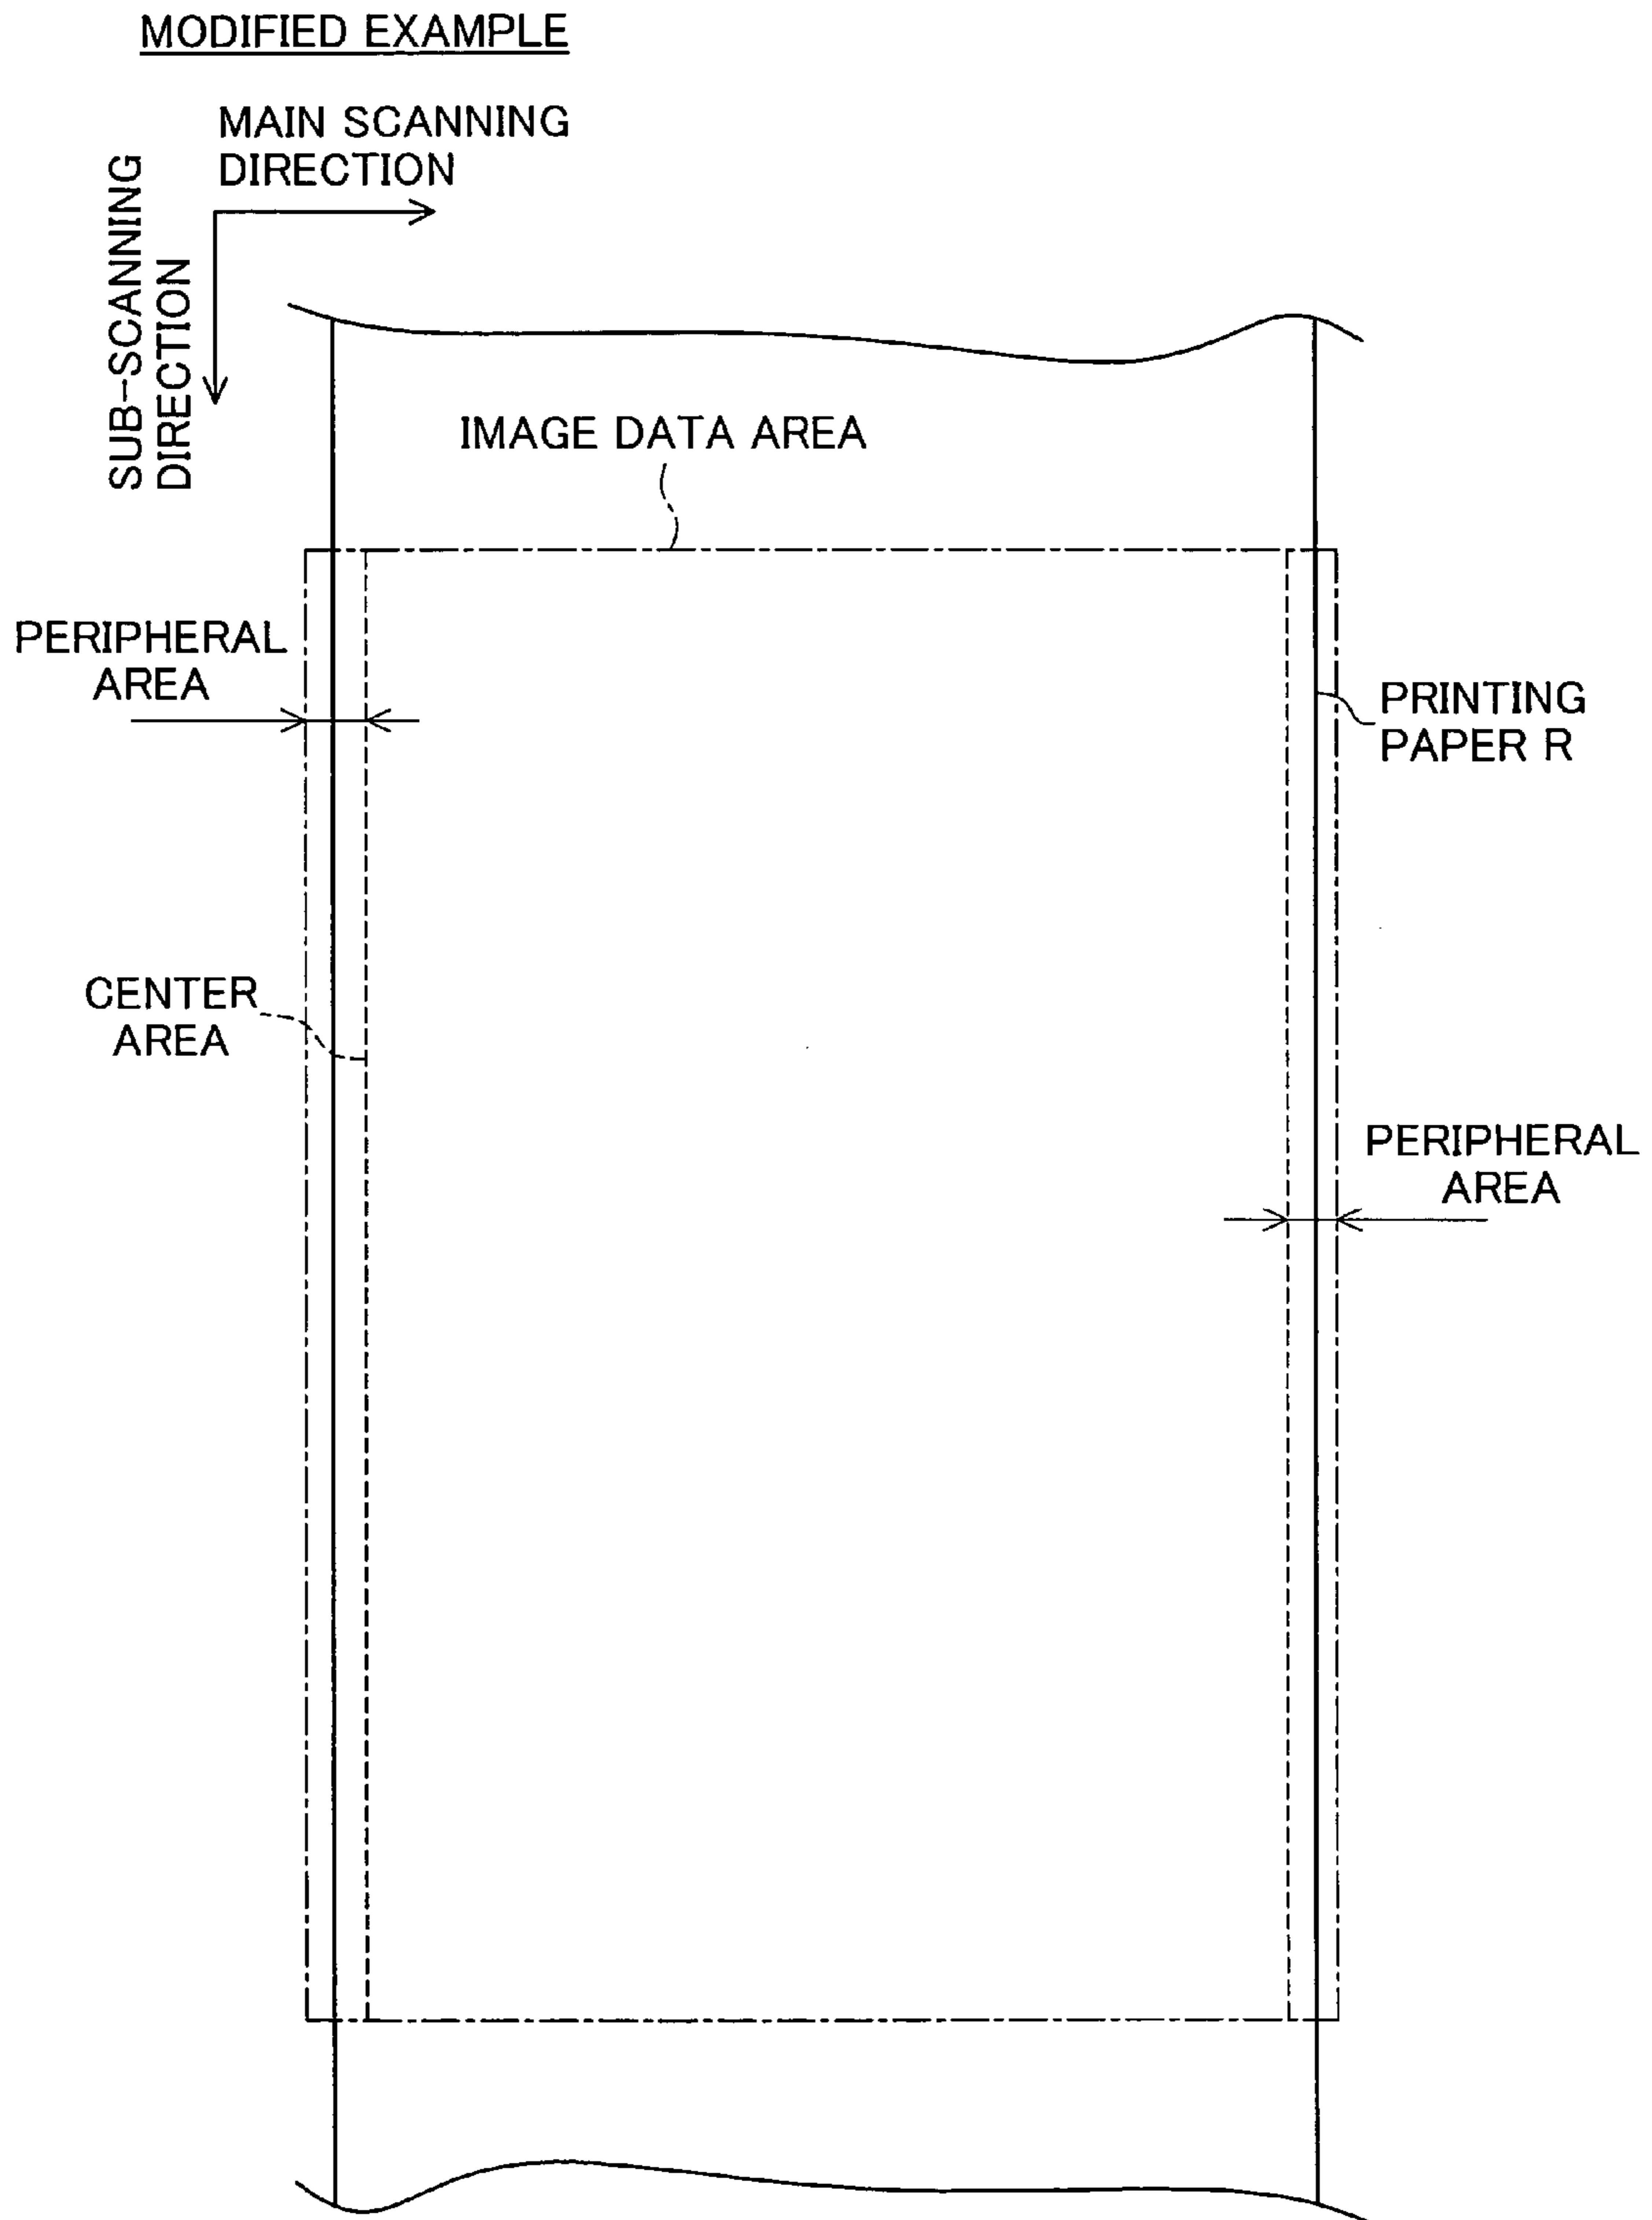 MODIFIED EXAMPLE
MAIN SCANNING
DIRECTION
SUB-SCANNING
DIRECTION
IMAGE DATA AREA
PERIPHERAL
AREA
PRINTING
PAPER R
CENTER
AREA
PERIPHERAL
AREA